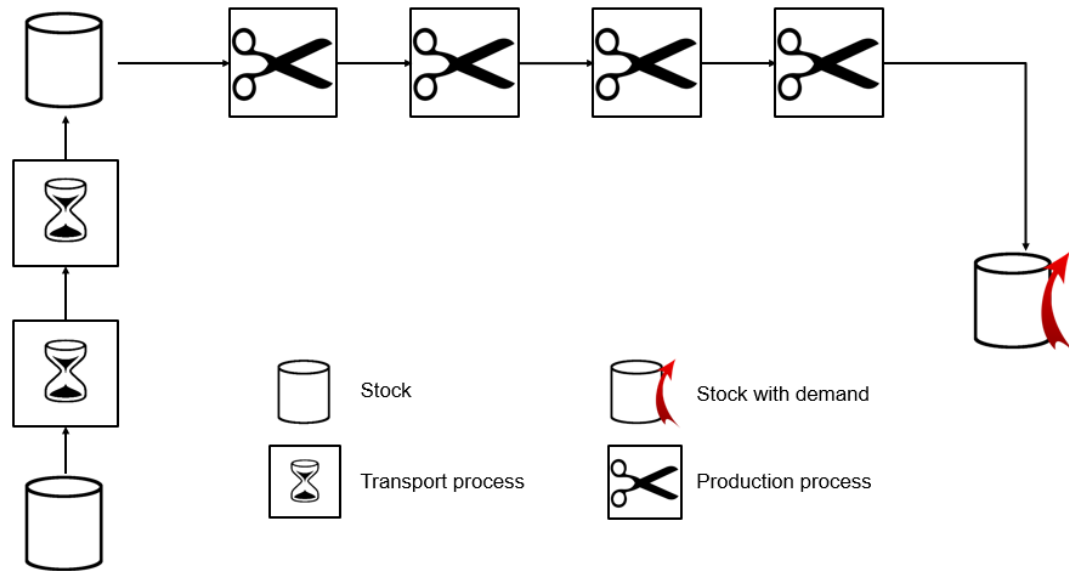 Stock
Stock with demand
Transport process
Production process